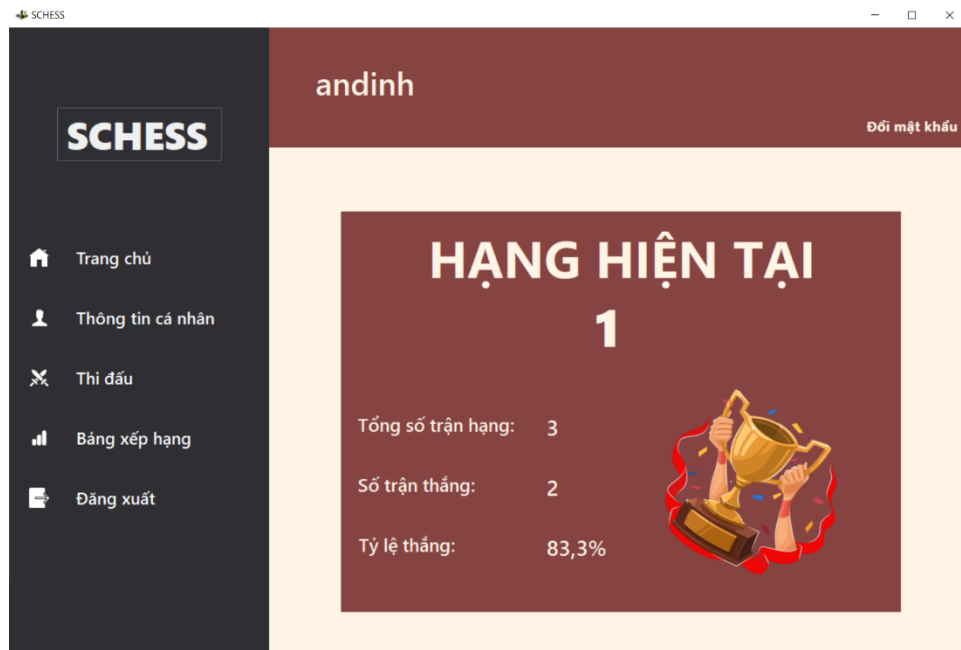 SCHESS
andinh
Đổi mật khẩu
SCHESS
Trang chủ
Thông tin cá nhân
Thi đấu
Bảng xếp hạng
Đăng xuất
HẠNG HIỆN TẠI
1
Tổng số trận hạng: 3
Số trận thắng: 2
Tỷ lệ thắng: 83,3%